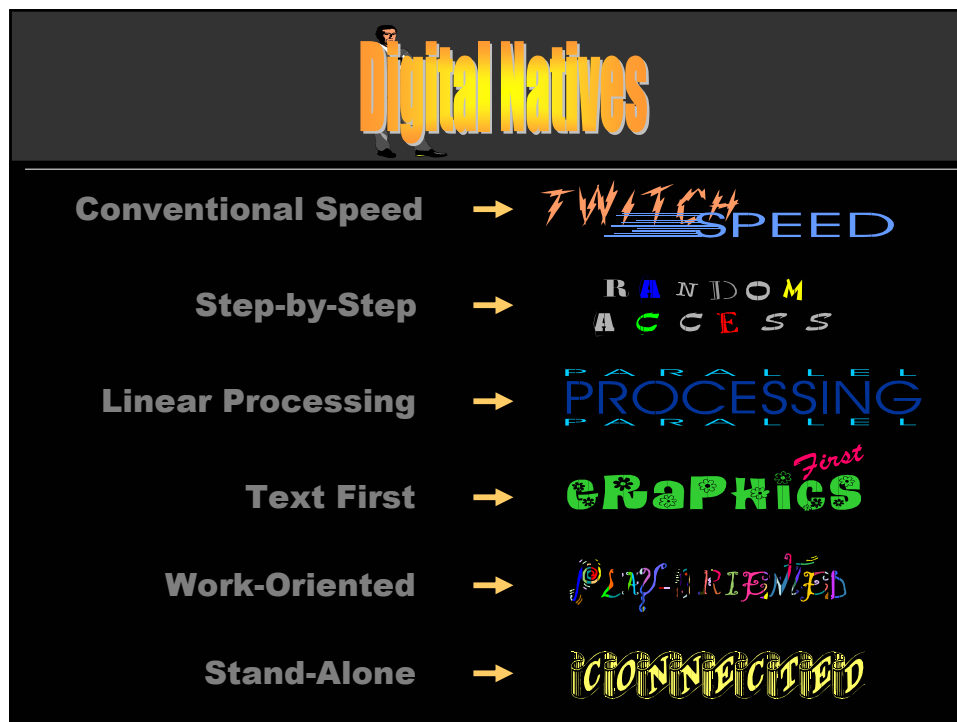 Digital Natives
Conventional Speed → TWITCH SPEED
Step-by-Step → RANDOM
ACCESS
Linear Processing → PARALLEL
PROCESSING
PARALLEL
Text First → GRaPHiCS First
Work-Oriented → PLAY-ORIENTED
Stand-Alone → CONNECTED